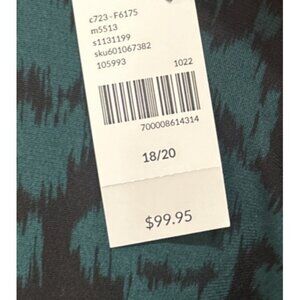 c723-F6175
m5513
s1131199
sku601067382
105993 1022
700008614314
18/20
$99.95